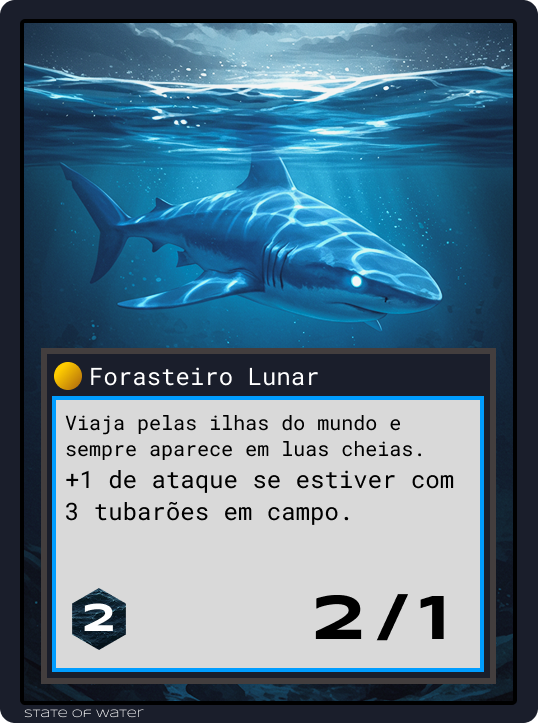 Forasteiro Lunar
Viaja pelas ilhas do mundo e
sempre aparece em luas cheias.
+1 de ataque se estiver com
3 tubarões em campo.
2
2/1
STATE OF WATER